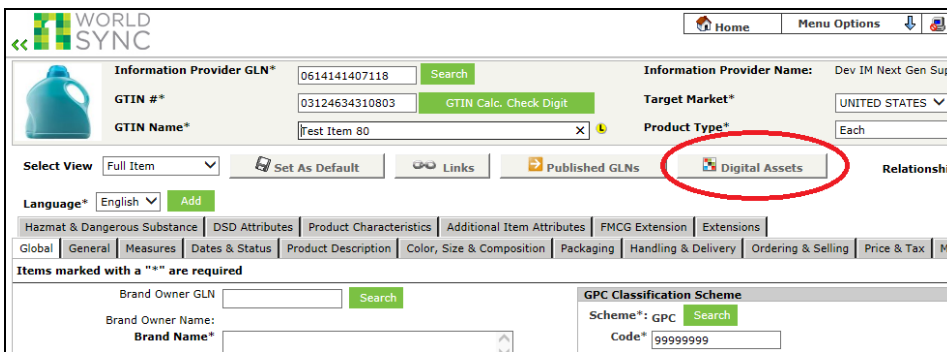 WORLD
SYNC
Home Menu Options
Information Provider GLN* 0614141407118 Search Information Provider Name: Dev IM Next Gen Sup
GTIN #* 03124634310803 GTIN Calc. Check Digit Target Market* UNITED STATES
GTIN Name* Test Item 80 L Product Type* Each
Select View Full Item Set As Default Links Published GLNs Digital Assets Relationshi
Language* English Add
Hazmat & Dangerous Substance DSD Attributes Product Characteristics Additional Item Attributes FMCG Extension Extensions
Global General Measures Dates & Status Product Description Color, Size & Composition Packaging Handling & Delivery Ordering & Selling Price & Tax M
Items marked with a "*" are required
Brand Owner GLN Search GPC Classification Scheme
Brand Owner Name: Scheme*: GPC Search
Brand Name* Code* 99999999